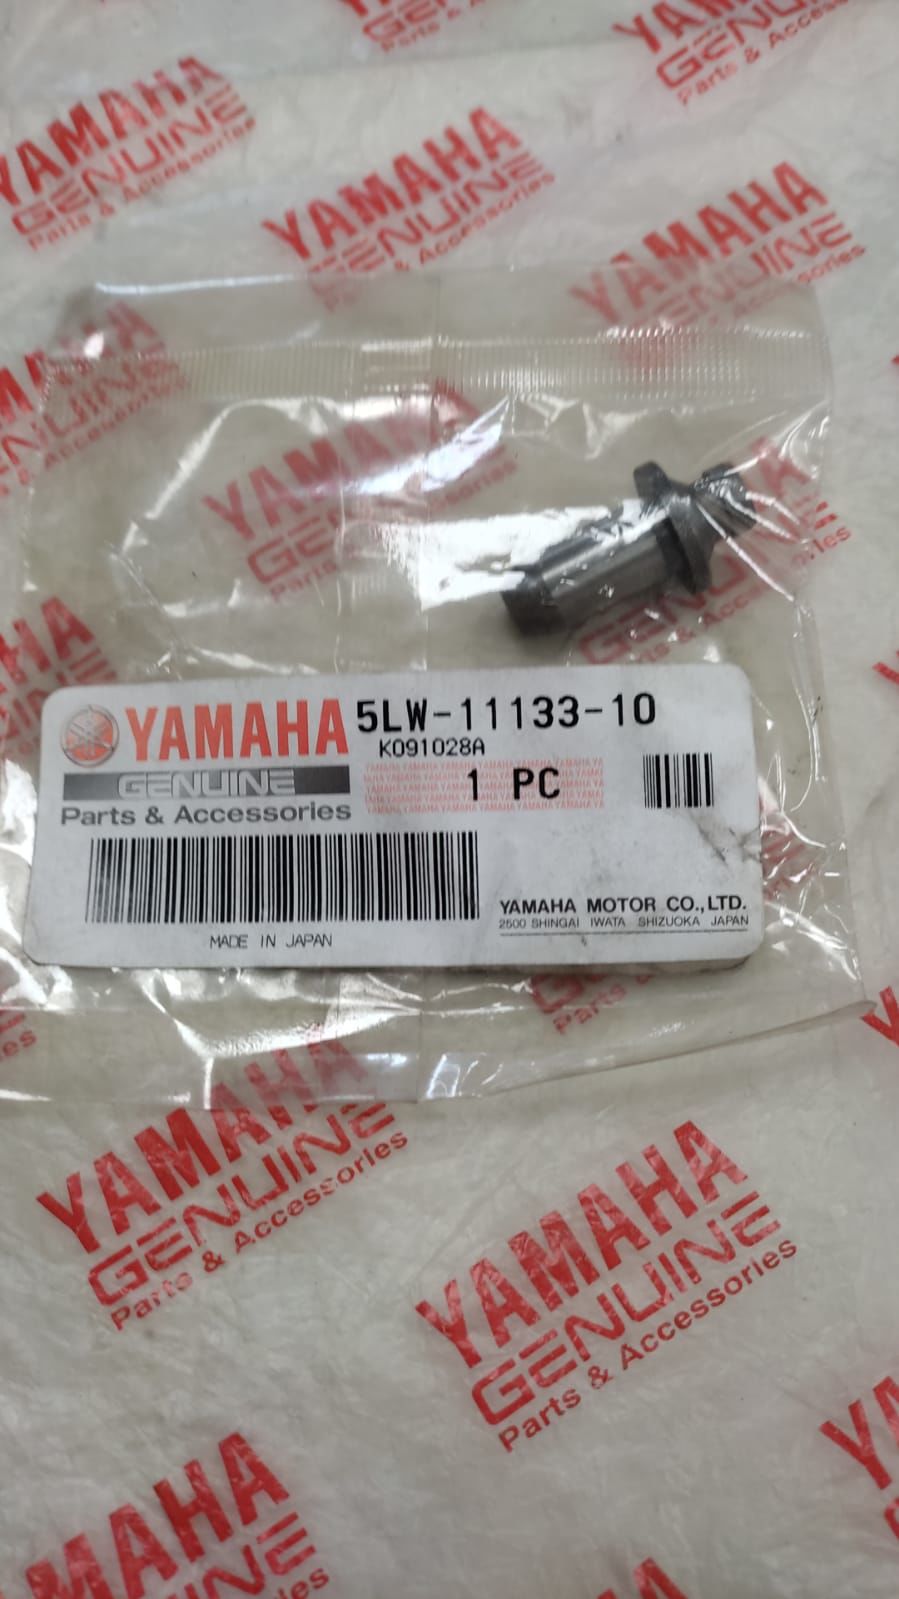 YAMAHA
GENUINE
Parts & Accessories
YAMAHA
GENUINE
& Accessories
YAMAHA
GENUINE
Parts & Accessories
YAMAHA 5LW-11133-10
K091028A
GENUINE
1 PC
Parts & Accessories
YAMAHA MOTOR CO.,LTD.
2500 SHINGAI IWATA SHIZUOKA JAPAN
MADE IN JAPAN
YAMAHA
GENUINE
Parts & Accessories
YAMAHA
GENUINE
Parts & Accessories